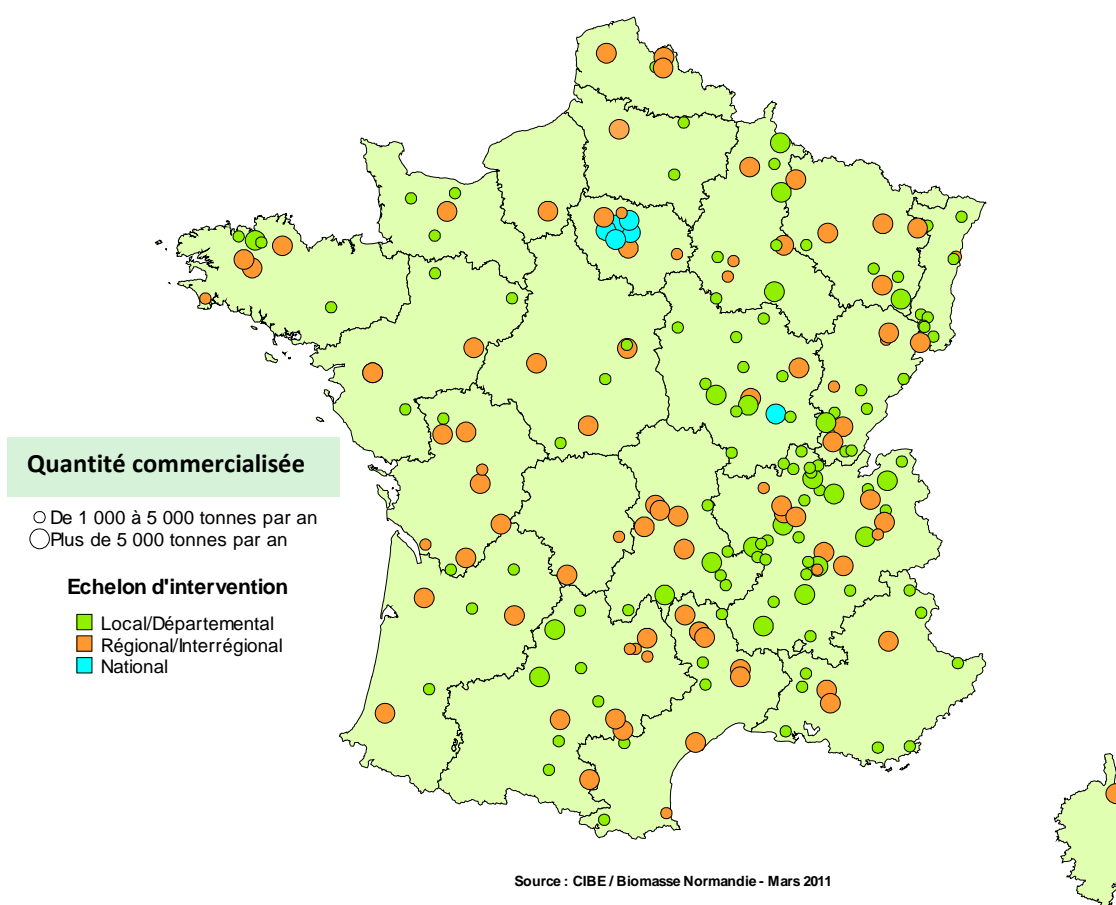 Quantité commercialisée
De 1 000 à 5 000 tonnes par an
Plus de 5 000 tonnes par an
Echelon d'intervention
Local/Départemental
Régional/Interrégional
National
Source : CIBE / Biomasse Normandie - Mars 2011